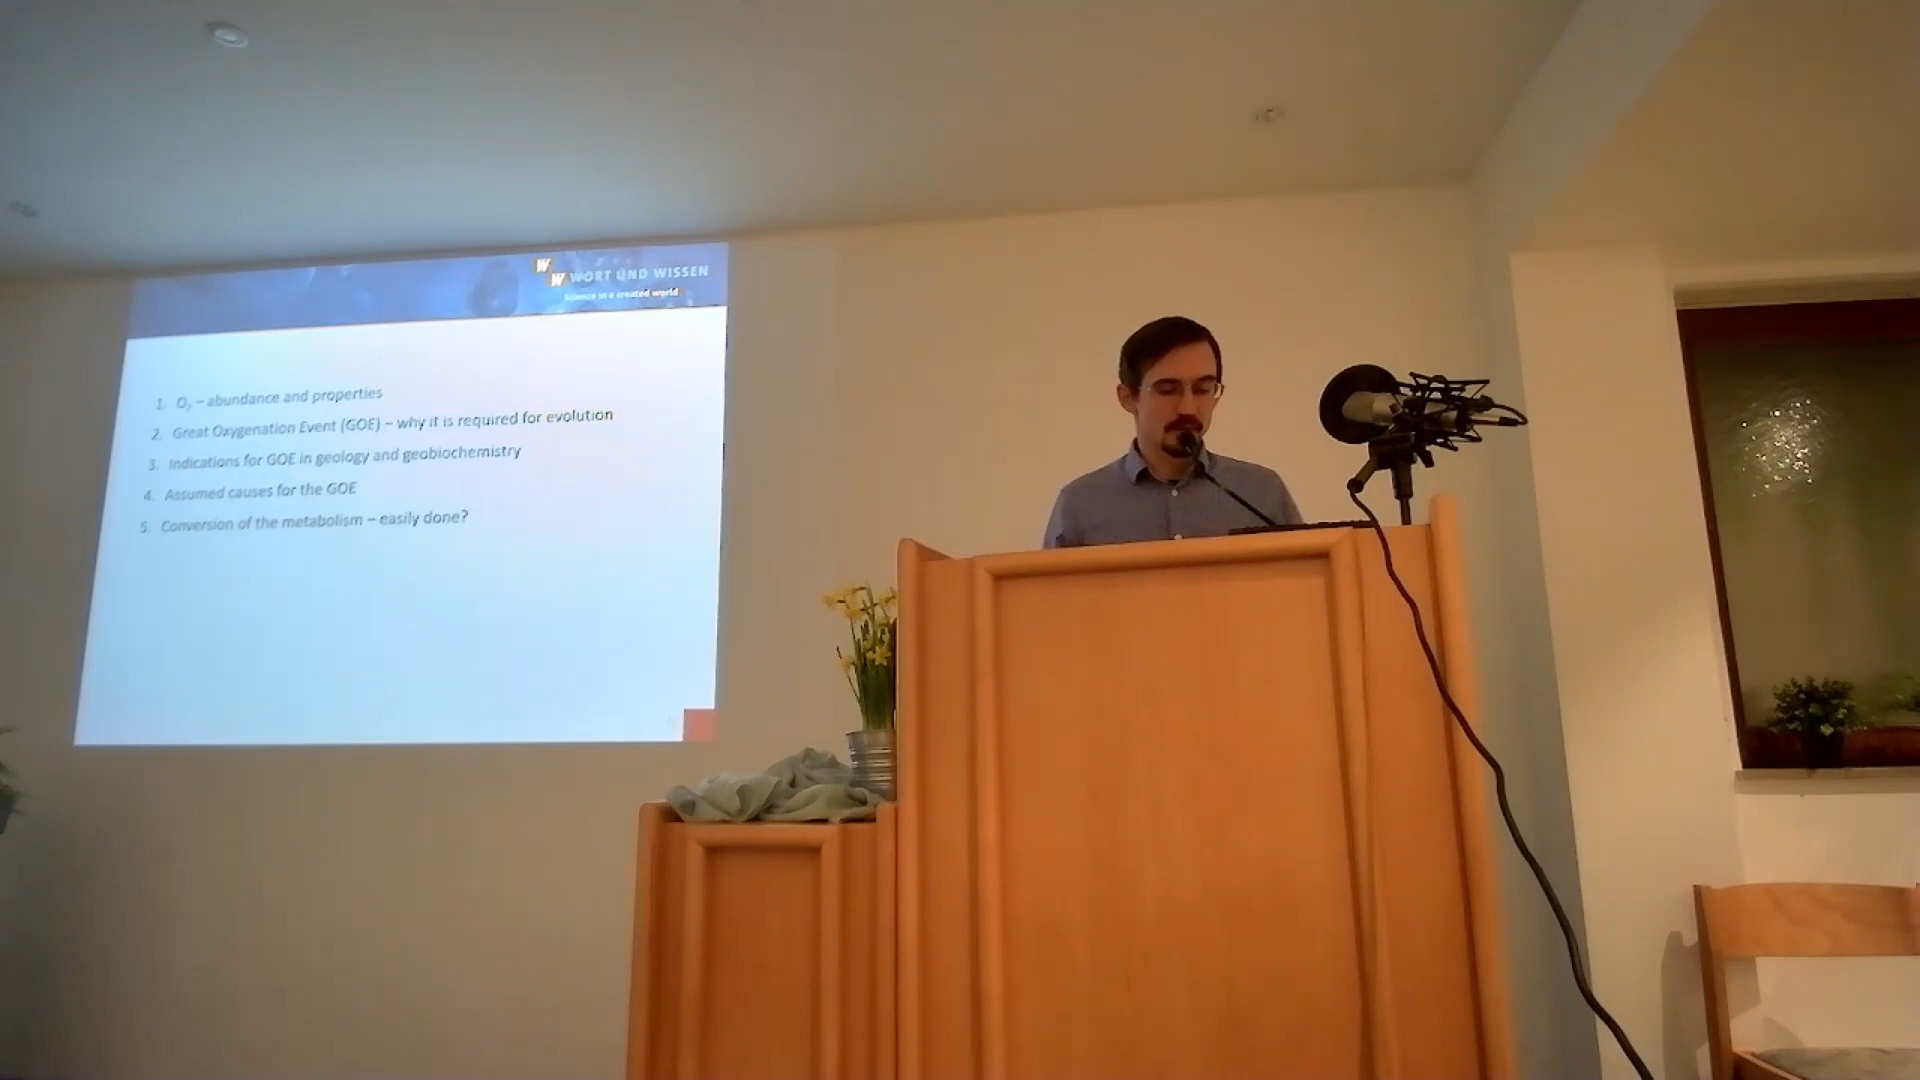 W
W WORT UND WISSEN
Science in a created world
1. O₂ – abundance and properties
2. Great Oxygenation Event (GOE) – why it is required for evolution
3. Indications for GOE in geology and geobiochemistry
4. Assumed causes for the GOE
5. Conversion of the metabolism – easily done?